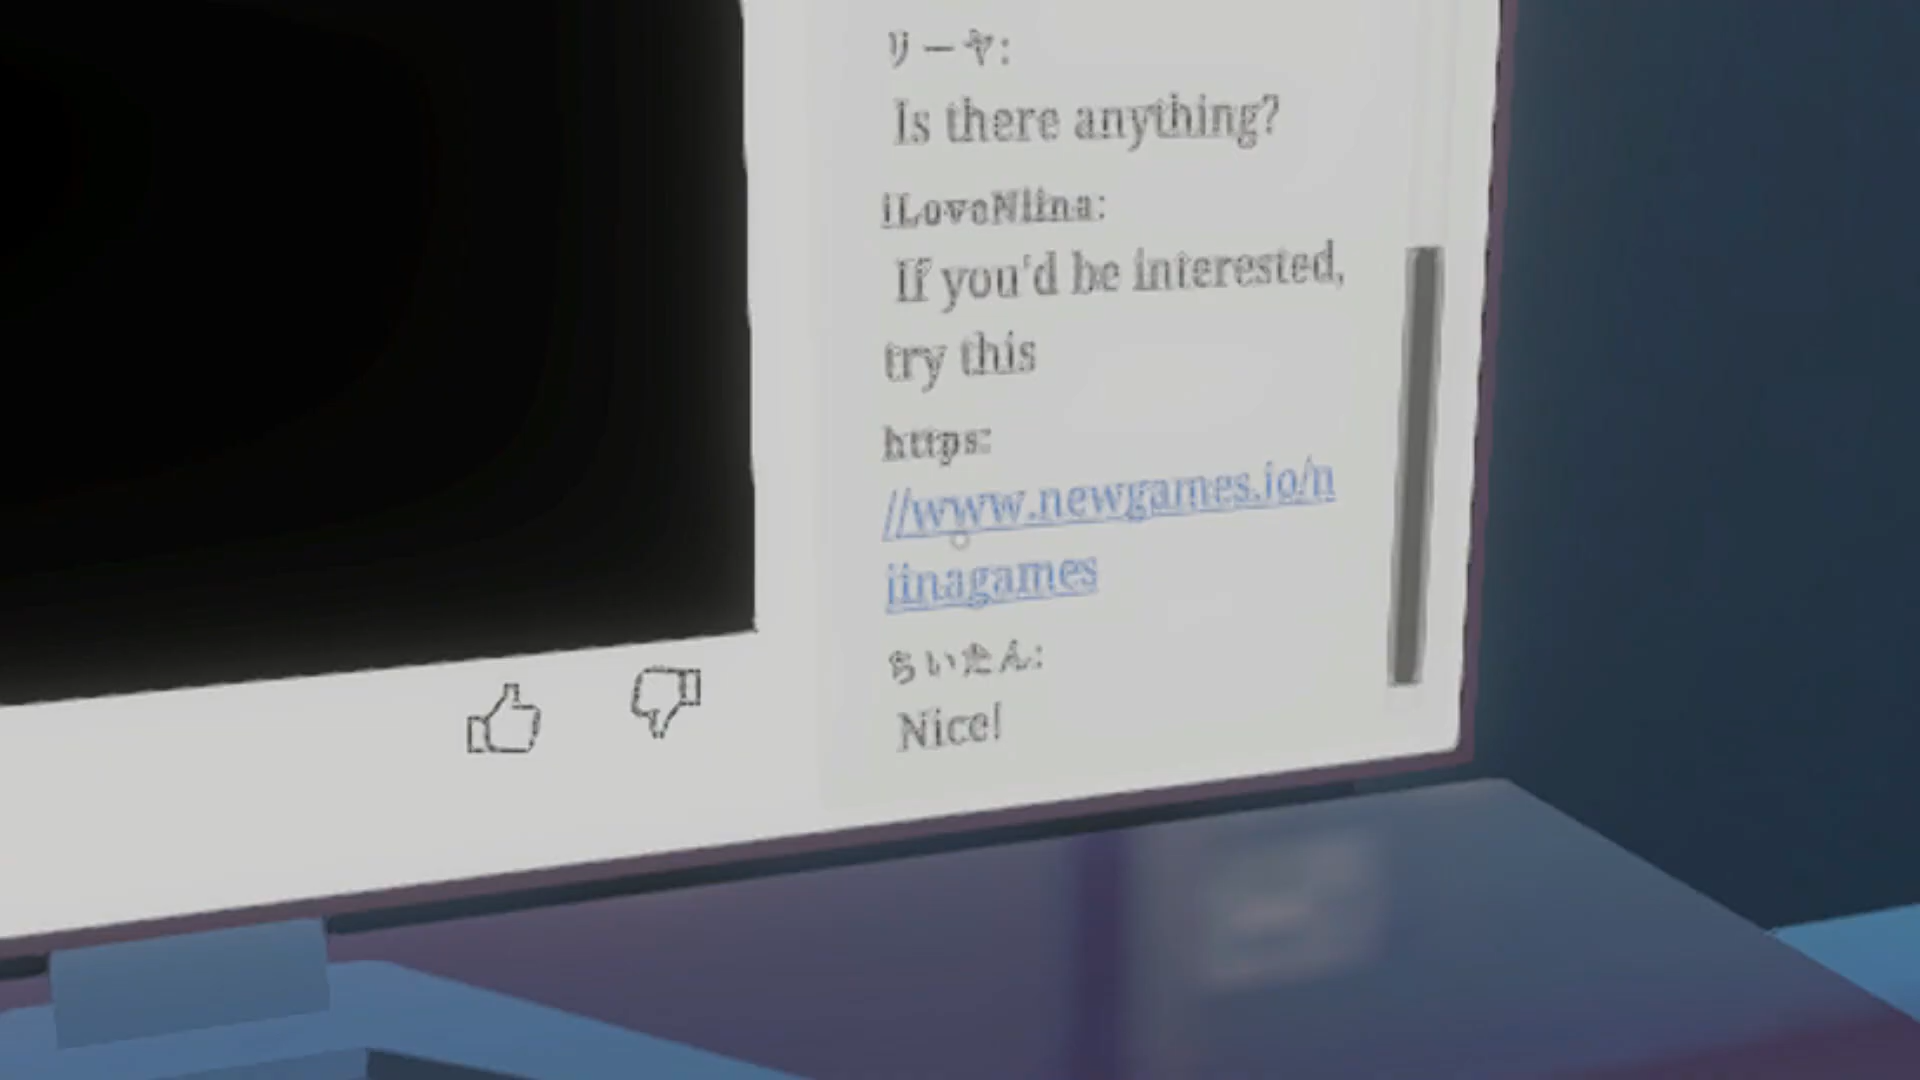 リーヤ:
Is there anything?
iLoveNiina:
If you'd be interested,
try this
https:
//www.newgames.io/n
iinagames
ちいたん:
Nice!